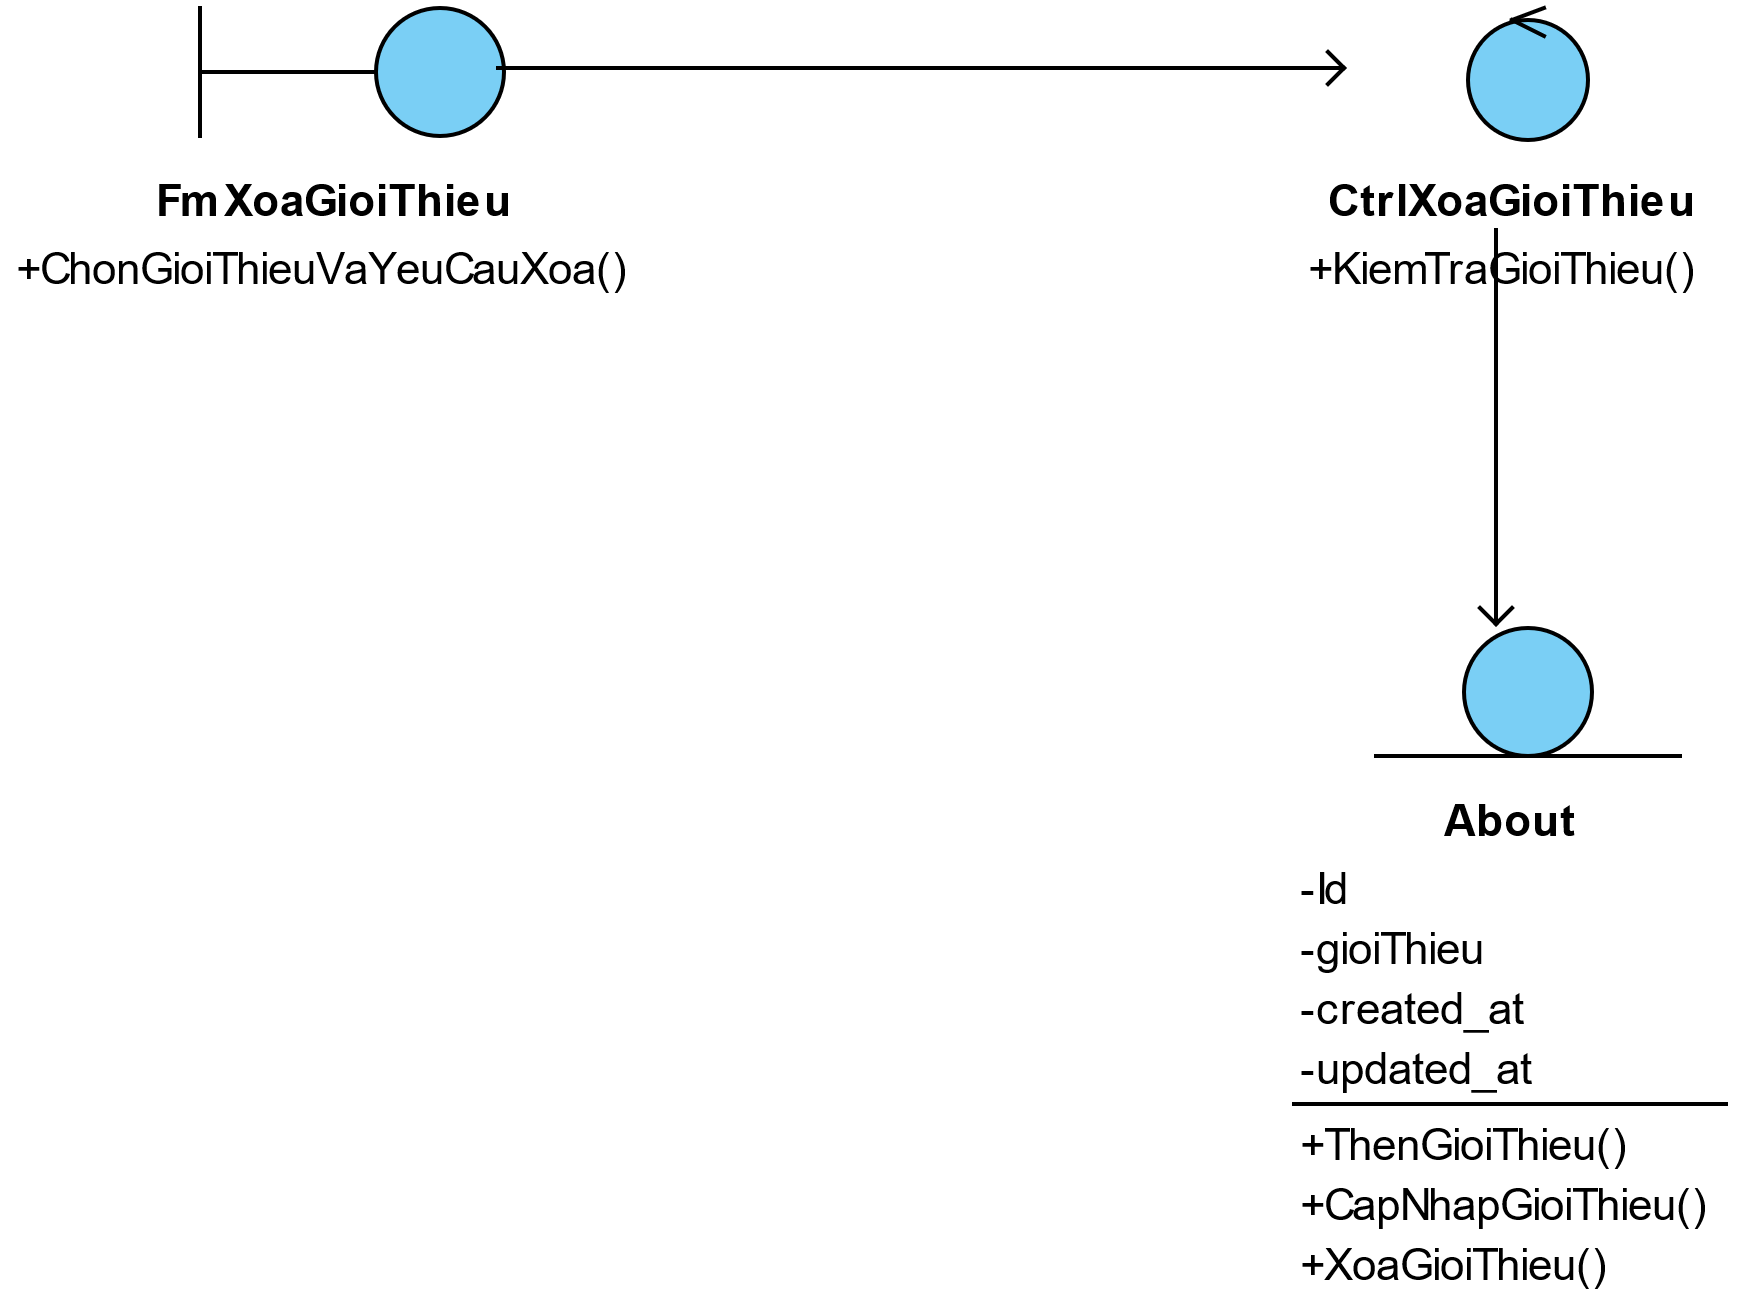 FmXoaGioiThieu
+ChonGioiThieuVaYeuCauXoa()
CtrlXoaGioiThieu
+KiemTraGioiThieu()
About
-Id
-gioiThieu
-created_at
-updated_at
+ThenGioiThieu()
+CapNhapGioiThieu()
+XoaGioiThieu()